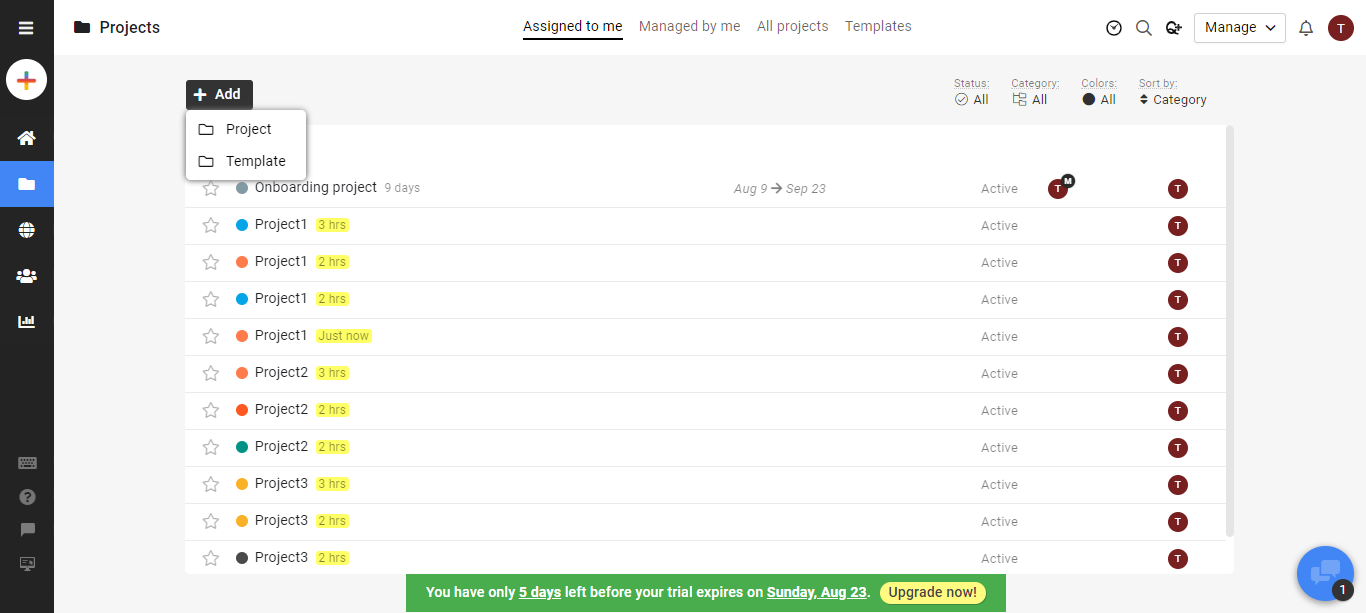 Projects
Assigned to me Managed by me All projects Templates
Manage
T
Add
Status: Category: Colors: Sort by:
All All All Category
Project
Template
Onboarding project 9 days Aug 9 → Sep 23 Active T M T
Project1 3 hrs Active T
Project1 2 hrs Active T
Project1 2 hrs Active T
Project1 Just now Active T
Project2 3 hrs Active T
Project2 2 hrs Active T
Project2 2 hrs Active T
Project3 3 hrs Active T
Project3 2 hrs Active T
Project3 2 hrs Active T
You have only 5 days left before your trial expires on Sunday, Aug 23. Upgrade now!
1